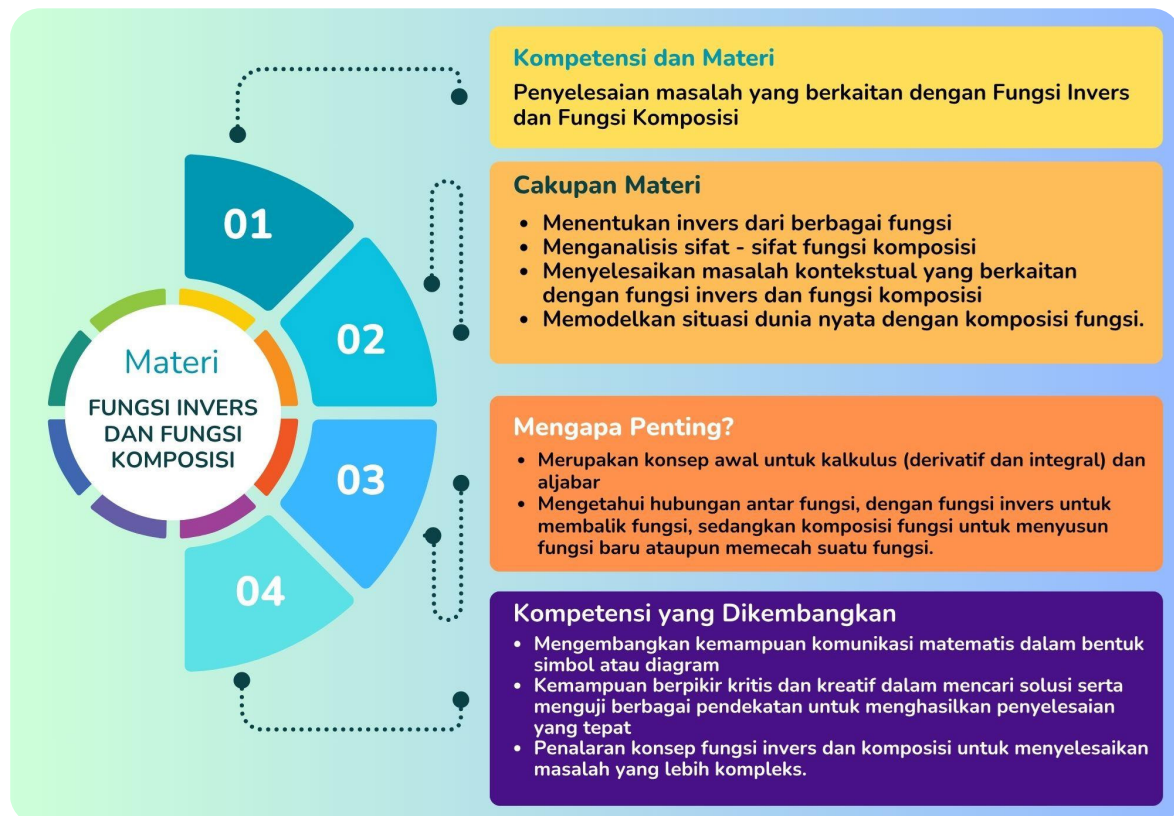 Materi
FUNGSI INVERS
DAN FUNGSI
KOMPOSISI
01
Kompetensi dan Materi
Penyelesaian masalah yang berkaitan dengan Fungsi Invers
dan Fungsi Komposisi
02
Cakupan Materi
• Menentukan invers dari berbagai fungsi
• Menganalisis sifat - sifat fungsi komposisi
• Menyelesaikan masalah kontekstual yang berkaitan
dengan fungsi invers dan fungsi komposisi
• Memodelkan situasi dunia nyata dengan komposisi fungsi.
03
Mengapa Penting?
• Merupakan konsep awal untuk kalkulus (derivatif dan integral) dan
aljabar
• Mengetahui hubungan antar fungsi, dengan fungsi invers untuk
membalik fungsi, sedangkan komposisi fungsi untuk menyusun
fungsi baru ataupun memecah suatu fungsi.
04
Kompetensi yang Dikembangkan
• Mengembangkan kemampuan komunikasi matematis dalam bentuk
simbol atau diagram
• Kemampuan berpikir kritis dan kreatif dalam mencari solusi serta
menguji berbagai pendekatan untuk menghasilkan penyelesaian
yang tepat
• Penalaran konsep fungsi invers dan komposisi untuk menyelesaikan
masalah yang lebih kompleks.